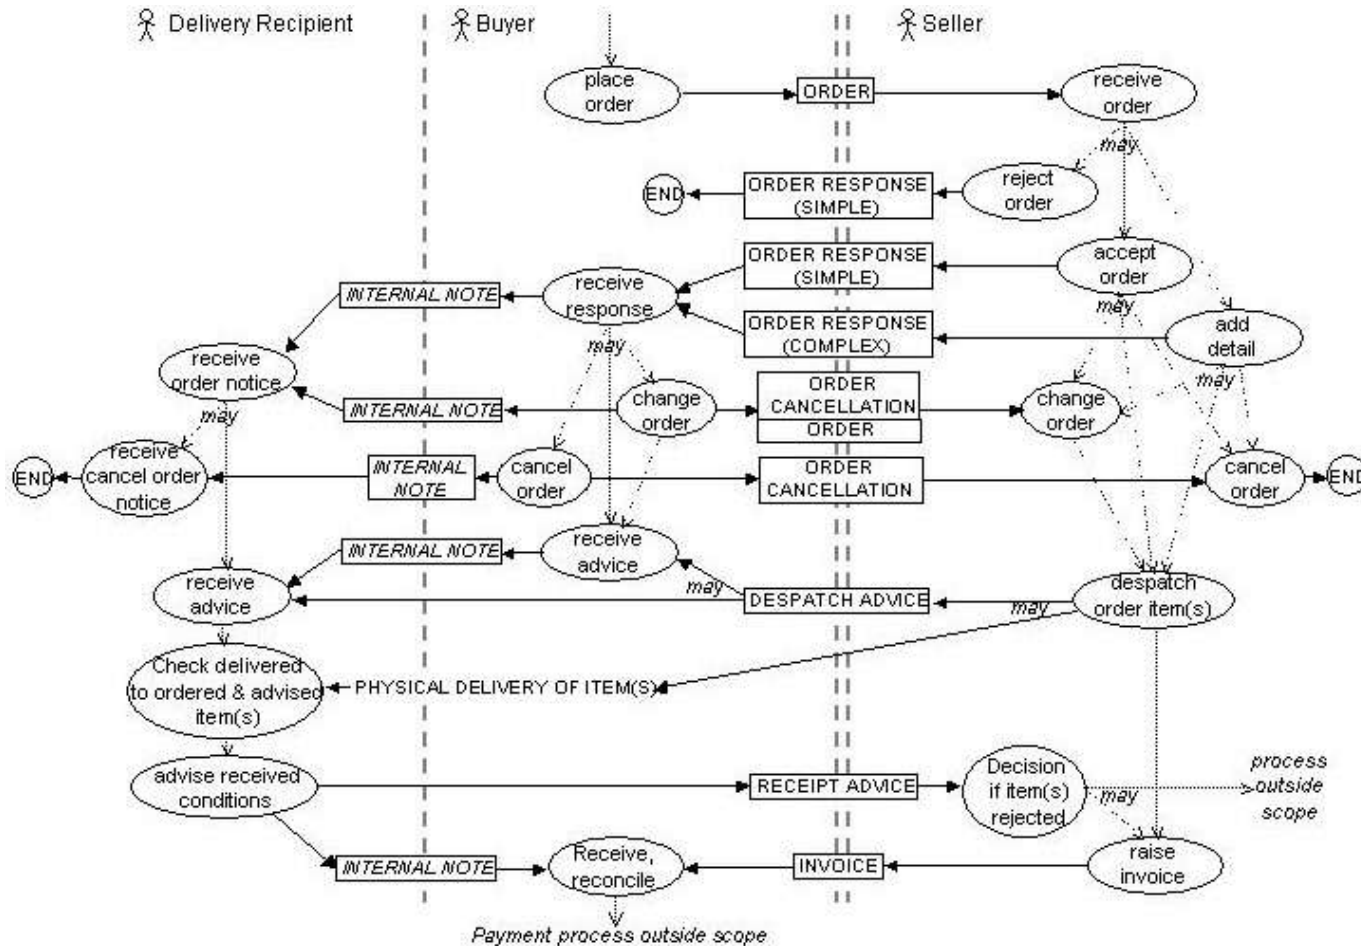 Delivery Recipient
Buyer
Seller
place
order
ORDER
receive
order
may
END
ORDER RESPONSE
(SIMPLE)
reject
order
ORDER RESPONSE
(SIMPLE)
accept
order
INTERNAL NOTE
receive
response
may
ORDER RESPONSE
(COMPLEX)
add
detail
may
receive
order notice
may
may
INTERNAL NOTE
change
order
ORDER
CANCELLATION
ORDER
change
order
END
receive
cancel order
notice
INTERNAL
NOTE
cancel
order
ORDER
CANCELLATION
cancel
order
END
INTERNAL NOTE
receive
advice
receive
advice
may
DESPATCH ADVICE
may
despatch
order item(s)
Check delivered
to ordered & advised
item(s)
PHYSICAL DELIVERY OF ITEM(S)
advise received
conditions
RECEIPT ADVICE
Decision
if item(s)
rejected
may
process
outside
scope
INTERNAL NOTE
Receive,
reconcile
INVOICE
raise
invoice
Payment process outside scope